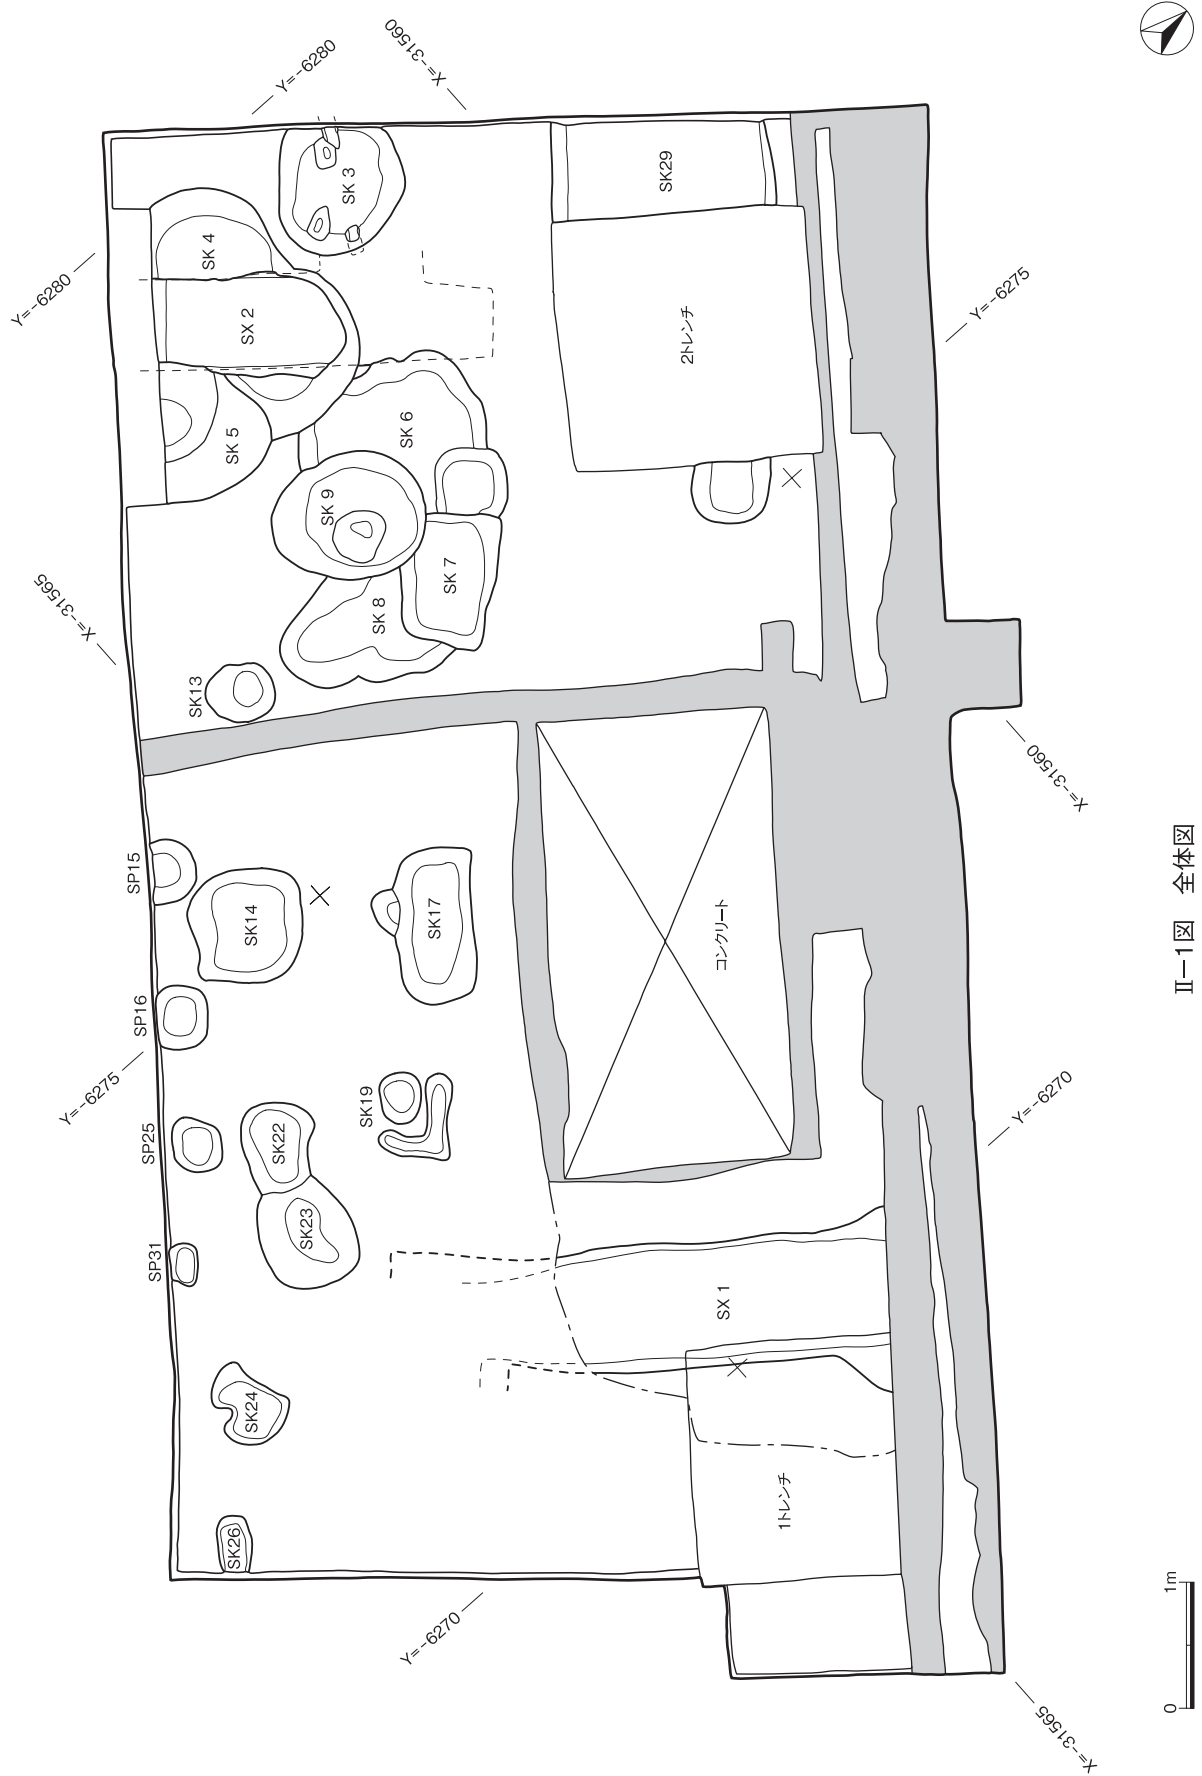 Y=-6280
X=-31560
SK 3
SK29
SK 4
Y=-6280
SX 2
2トレンチ
Y=-6275
SK 6
SK 5
SK 9
SK 7
SK 8
X=-31565
SK13
X=-31560
SP15
SK14
SK17
コンクリート
SP16
Y=-6275
SK19
Y=-6270
SP25
SK22
SK23
SP31
SX 1
SK24
1トレンチ
SK26
Y=-6270
X=-31565
0
1m
Ⅱ－1図 全体図